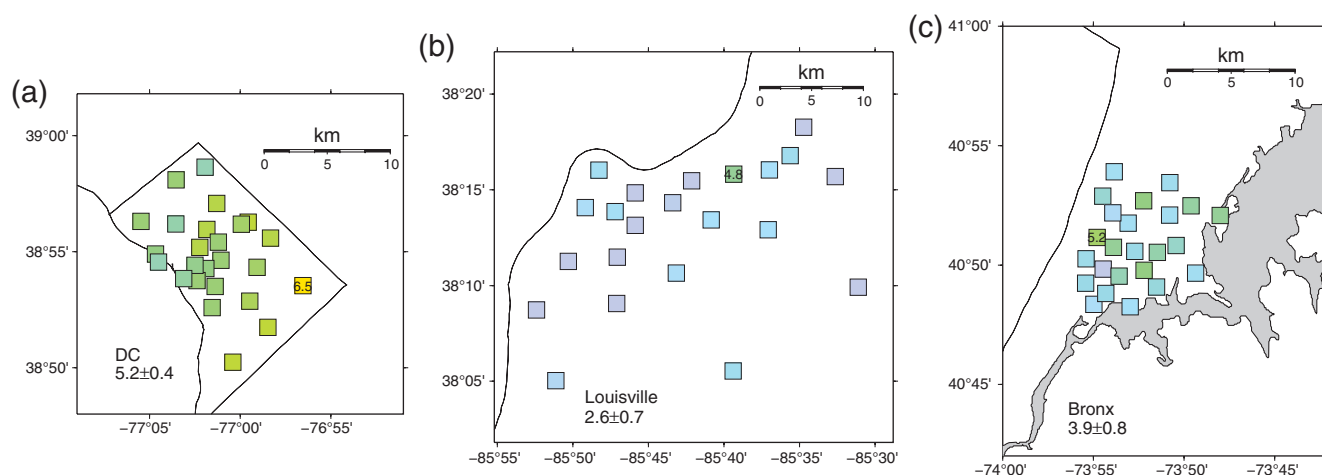 (a)
km
0 5 10
39°00'
38°55'
38°50'
6.5
DC
5.2±0.4
−77°05' −77°00' −76°55'
(b)
km
0 5 10
38°20'
38°15'
38°10'
38°05'
4.8
Louisville
2.6±0.7
−85°55' −85°50' −85°45' −85°40' −85°35' −85°30'
(c)
km
0 5 10
41°00'
40°55'
40°50'
40°45'
5.2
Bronx
3.9±0.8
−74°00' −73°55' −73°50' −73°45'